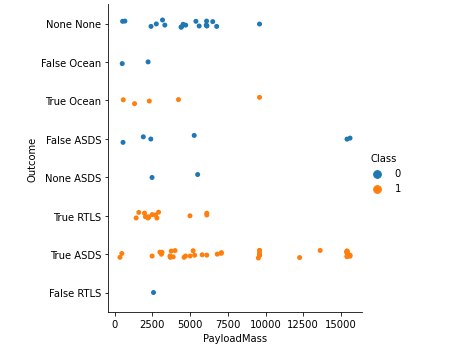 None None
False Ocean
True Ocean
False ASDS
None ASDS
True RTLS
True ASDS
False RTLS
Outcome
0 2500 5000 7500 10000 12500 15000
PayloadMass
Class
0
1